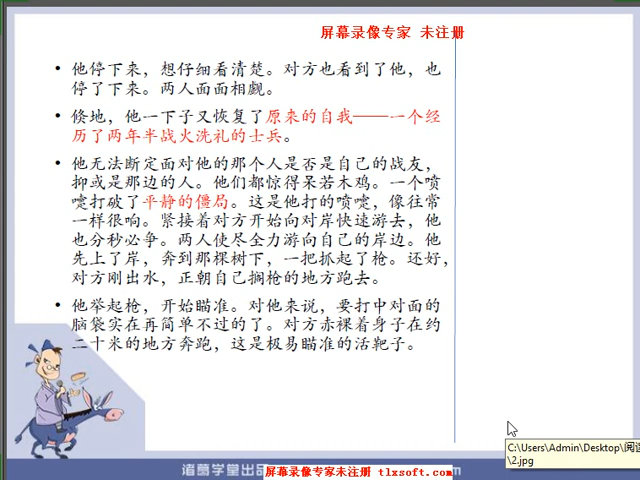 屏幕录像专家 未注册
• 他停下来，想仔细看清楚。对方也看到了他，也
停了下来。两人面面相觑。
• 倏地，他一下子又恢复了原来的自我——一个经
历了两年半战火洗礼的士兵。
• 他无法断定面对他的那个人是否是自己的战友，
抑或是那边的人。他们都惊得呆若木鸡。一个喷
嚏打破了平静的僵局。这是他打的喷嚏，像往常
一样很响。紧接着对方开始向对岸快速游去，他
也分秒必争。两人使尽全力游向自己的岸边。他
先上了岸，奔到那棵树下，一把抓起了枪。还好，
对方刚出水，正朝自己搁枪的地方跑去。
• 他举起枪，开始瞄准。对他来说，要打中对面的
脑袋实在再简单不过的了。对方赤裸着身子在约
二十米的地方奔跑，这是极易瞄准的活靶子。
C:\Users\Admin\Desktop\阅读
\2.jpg
诸葛学堂出品 屏幕录像专家未注册 tlxsoft.com m